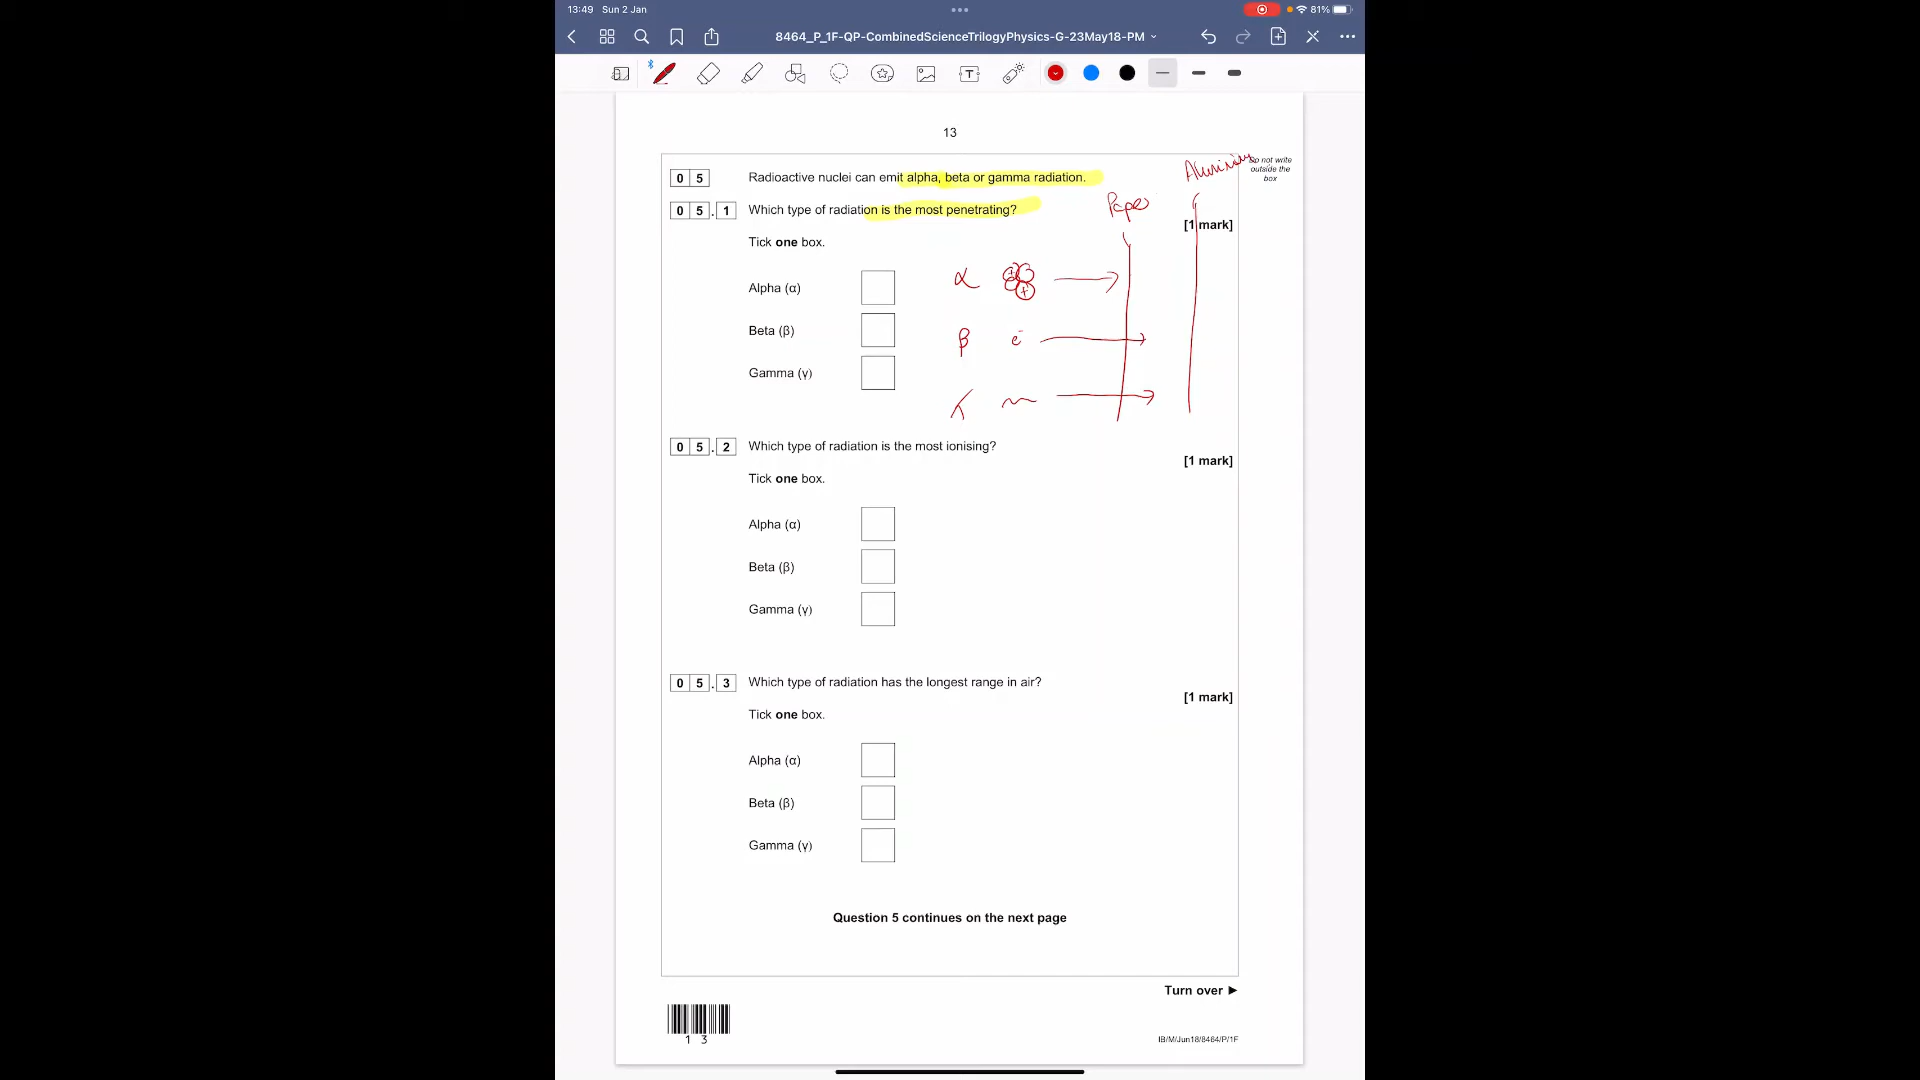 13:49 Sun 2 Jan
81%
8464_P_1F-QP-CombinedScienceTrilogyPhysics-G-23May18-PM
T
13
Do not write
outside the
box
0 5 Radioactive nuclei can emit alpha, beta or gamma radiation.
0 5 . 1 Which type of radiation is the most penetrating?
Paper
[1 mark]
Tick one box.
Alpha (α)
α + +
Beta (β)
β e-
Gamma (γ)
0 5 . 2 Which type of radiation is the most ionising?
[1 mark]
Tick one box.
Alpha (α)
Beta (β)
Gamma (γ)
0 5 . 3 Which type of radiation has the longest range in air?
[1 mark]
Tick one box.
Alpha (α)
Beta (β)
Gamma (γ)
Question 5 continues on the next page
Turn over ►
1 3
IB/M/Jun18/8464/P/1F